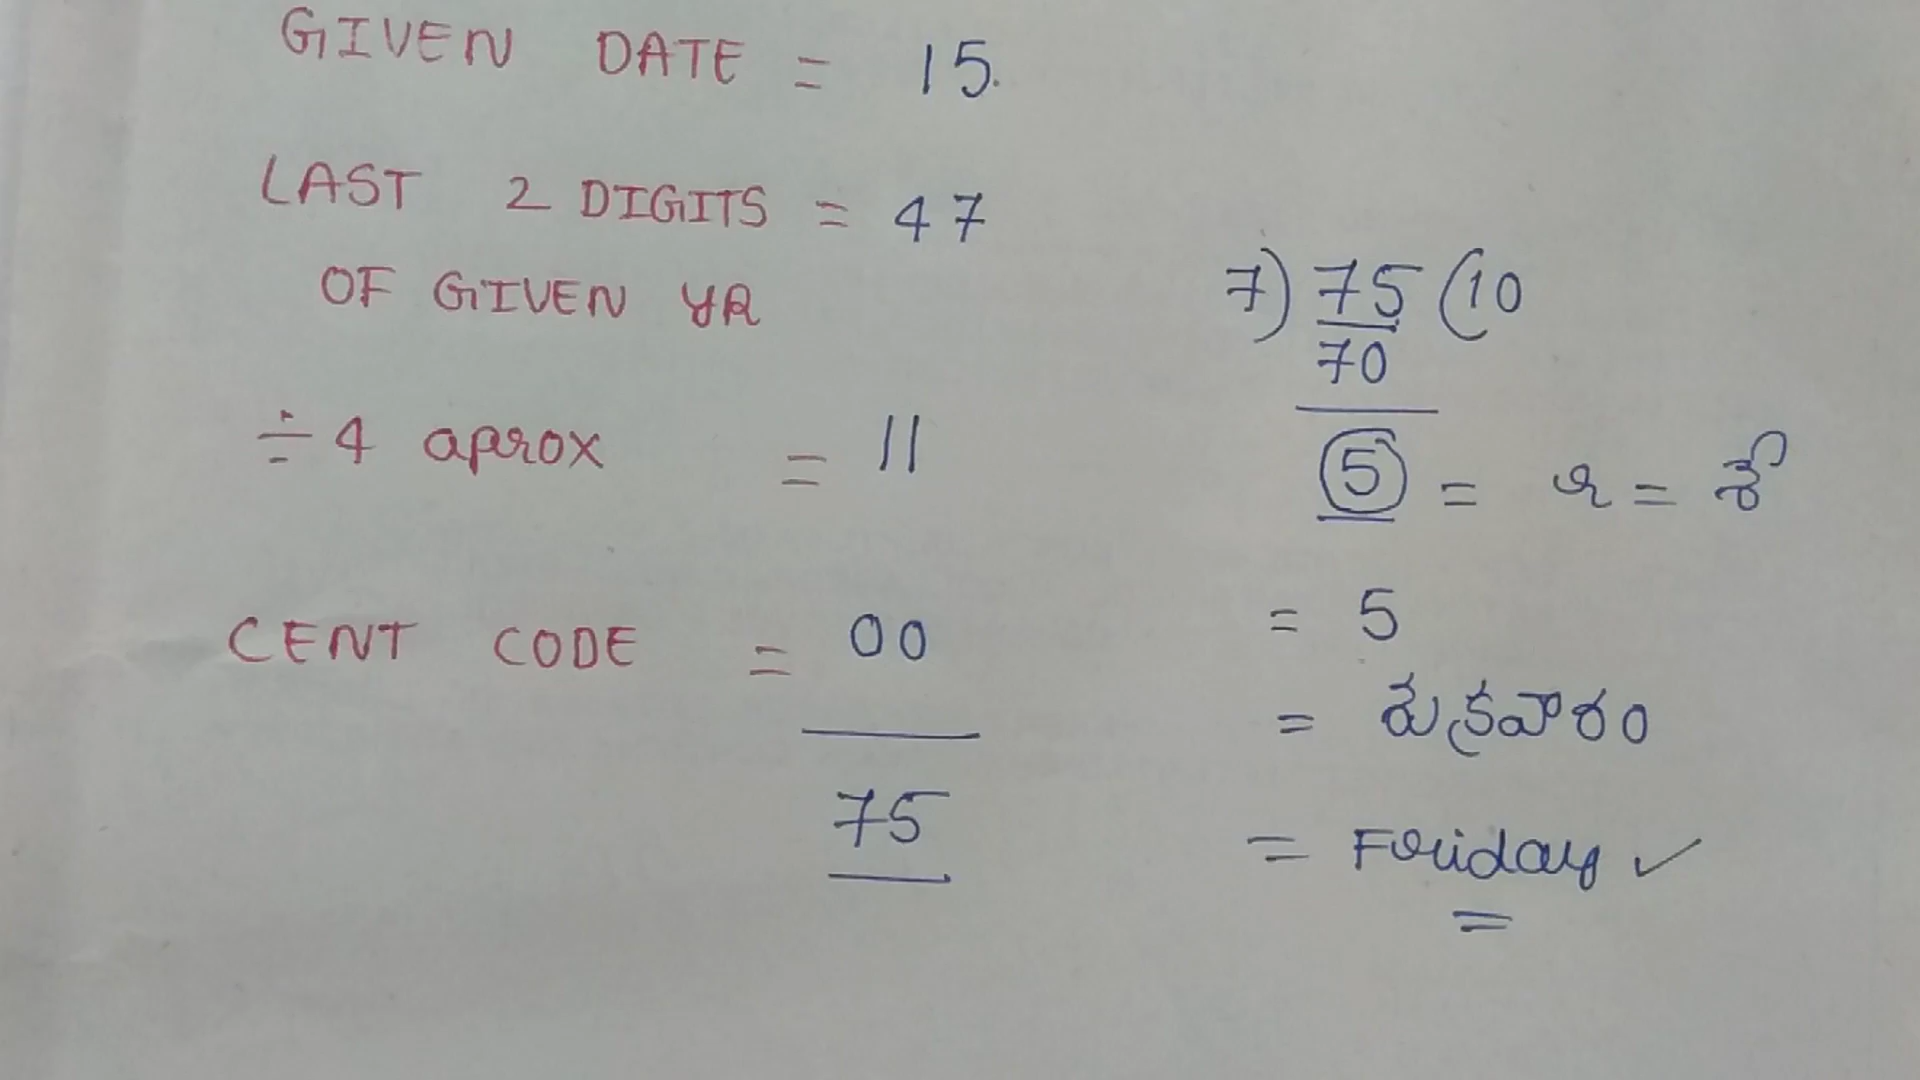 GIVEN DATE = 15.
LAST 2 DIGITS = 47
OF GIVEN YR
÷ 4 aprox = 11
CENT CODE = 00
75
7) 75 (10
70
5 = r = శే
= 5
= శుక్రవారం
= Friday ✓